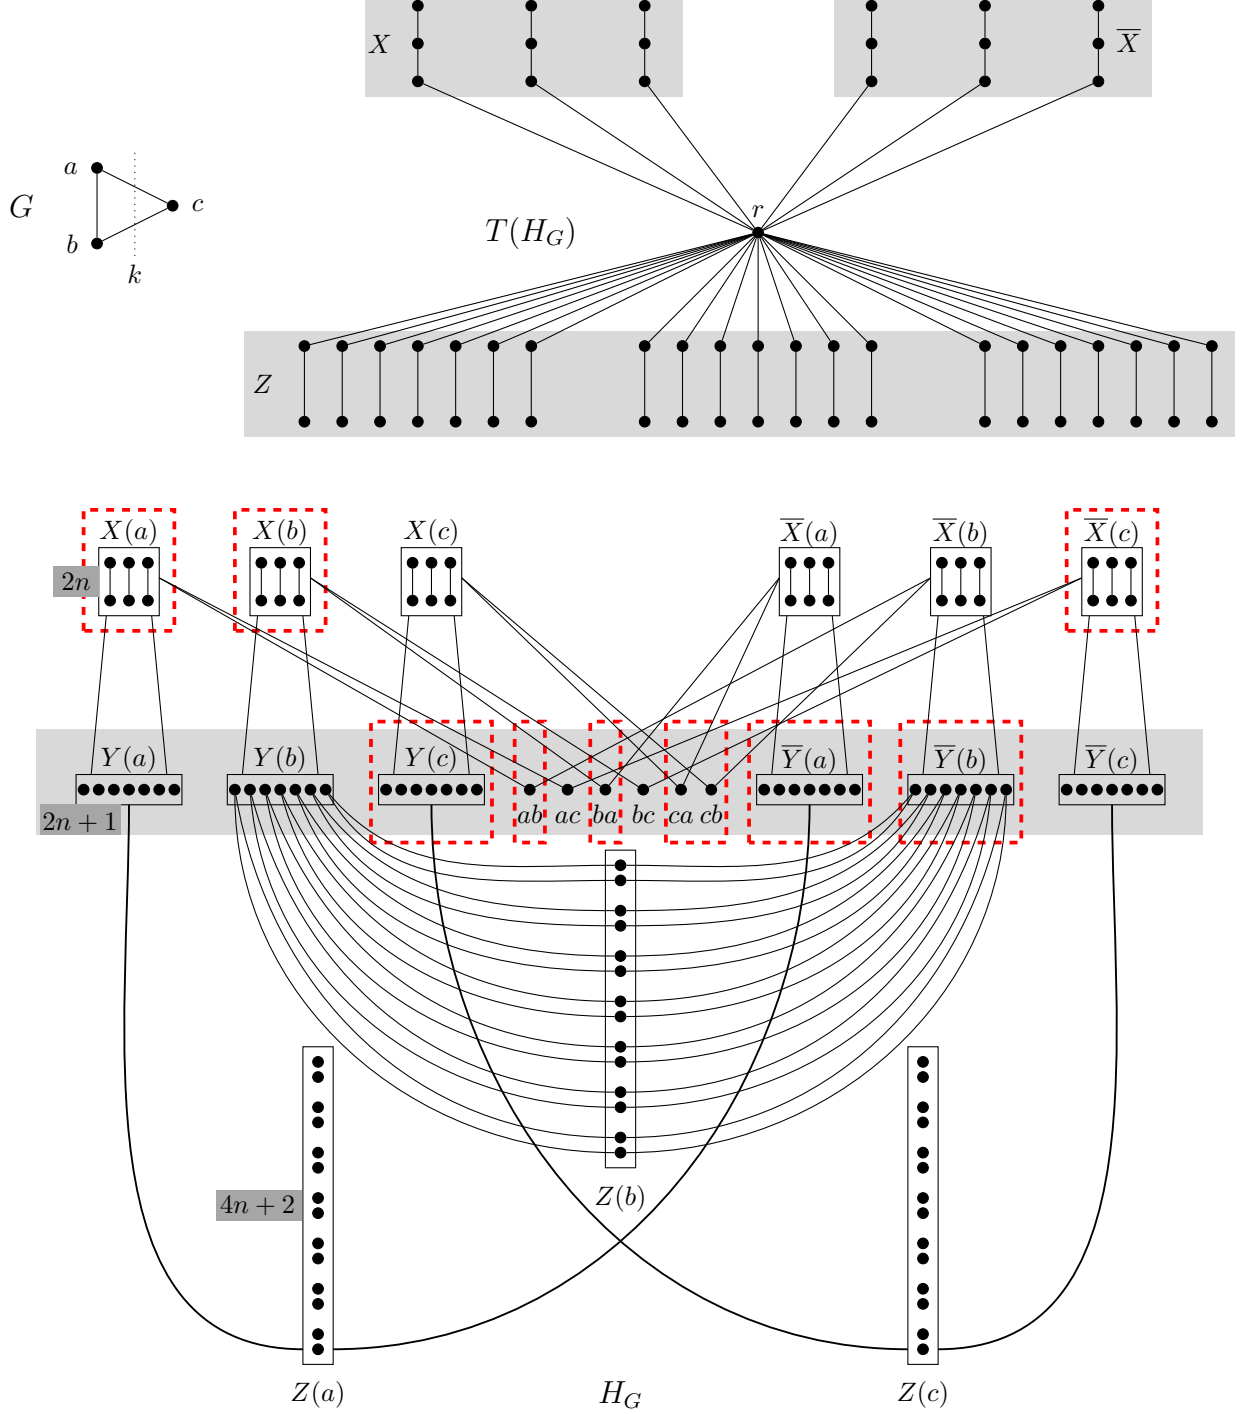 X
X̅
a
G
c
r
T(H_G)
b
k
Z
X(a)
X(b)
X(c)
X̅(a)
X̅(b)
X̅(c)
2n
Y(a)
Y(b)
Y(c)
Y̅(a)
Y̅(b)
Y̅(c)
2n + 1
ab ac ba bc ca cb
Z(b)
4n + 2
Z(a)
H_G
Z(c)